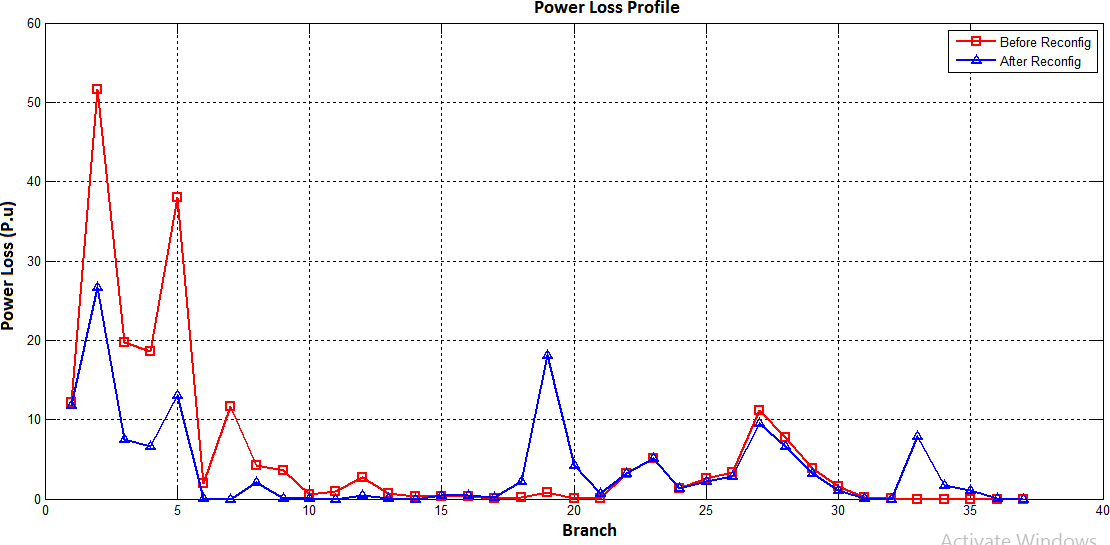 Power Loss Profile
60
50
40
30
20
10
0
Power Loss (P.u)
Before Reconfig
After Reconfig
0 5 10 15 20 25 30 35 40
Branch
Activate Windows